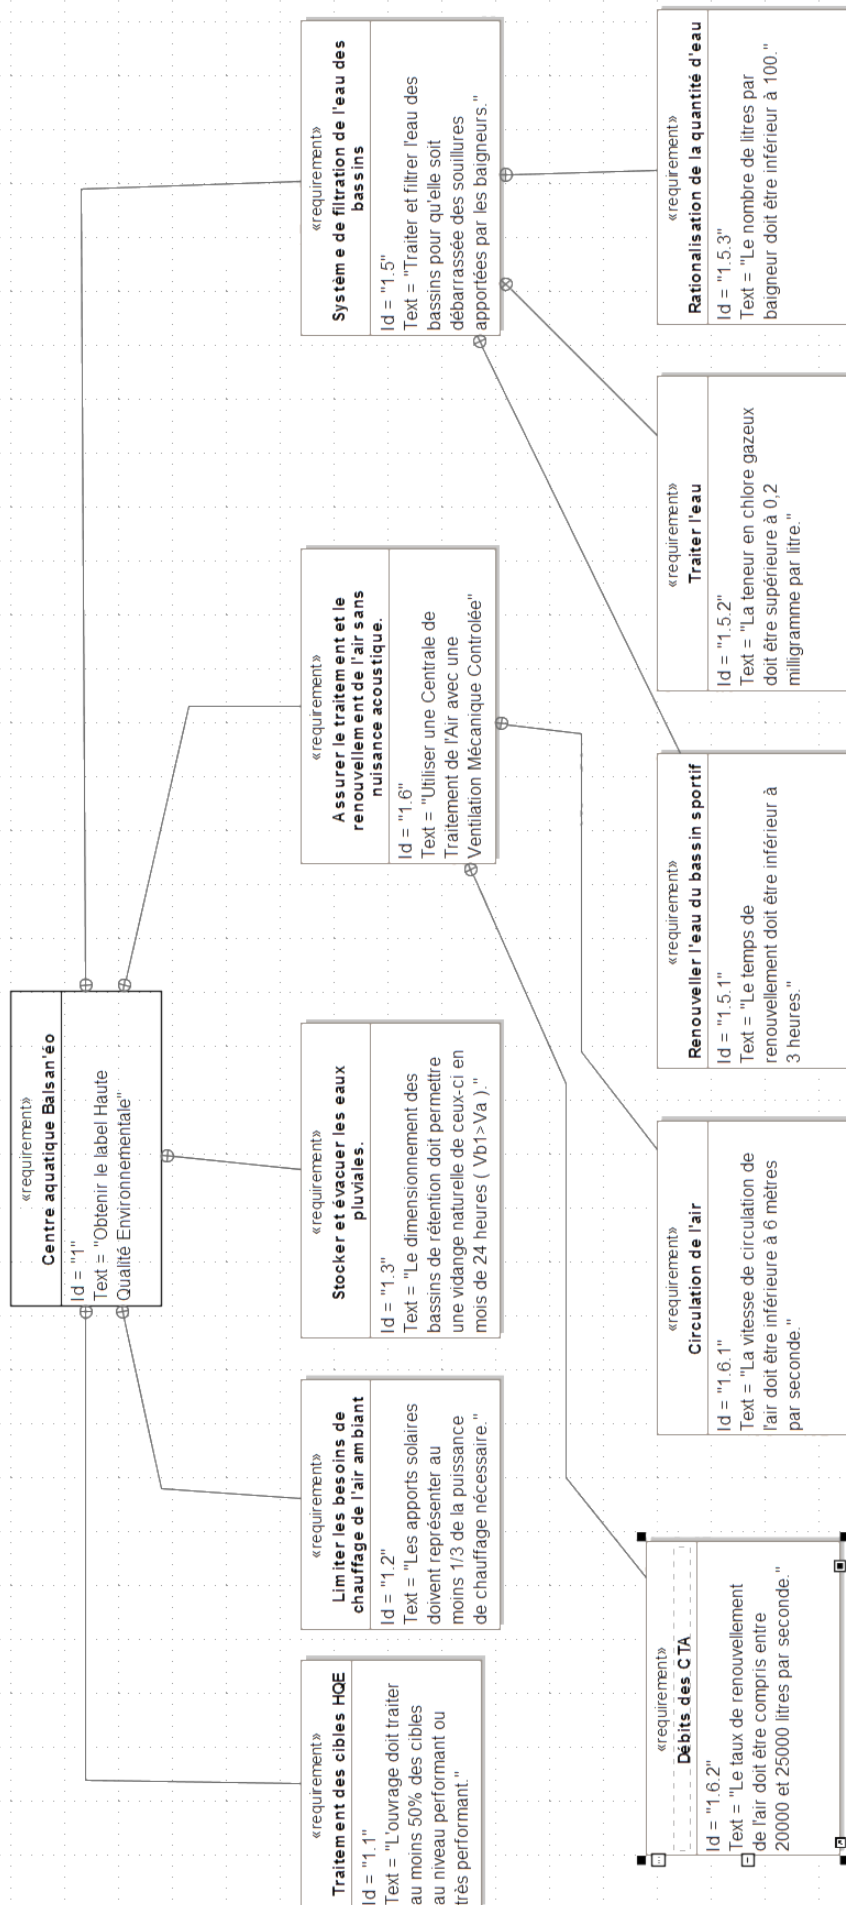 «requirement»
Centre aquatique Balsan'éo
Id = "1"
Text = "Obtenir le label Haute
Qualité Environnementale"
«requirement»
Traitement des cibles HQE
Id = "1.1"
Text = "L'ouvrage doit traiter
au moins 50% des cibles
au niveau performant ou
très performant."
«requirement»
Limiter les besoins de
chauffage de l'air ambiant
Id = "1.2"
Text = "Les apports solaires
doivent représenter au
moins 1/3 de la puissance
de chauffage nécessaire."
«requirement»
Stocker et évacuer les eaux
pluviales.
Id = "1.3"
Text = "Le dimensionnement des
bassins de rétention doit permettre
une vidange naturelle de ceux-ci en
mois de 24 heures ( Vb1>Va )."
«requirement»
Assurer le traitement et le
renouvellement de l'air sans
nuisance acoustique.
Id = "1.6"
Text = "Utiliser une Centrale de
Traitement de l'Air avec une
Ventilation Mécanique Controlée"
«requirement»
Système de filtration de l'eau des
bassins
Id = "1.5"
Text = "Traiter et filtrer l'eau des
bassins pour qu'elle soit
débarrassée des souillures
apportées par les baigneurs."
«requirement»
Débits des CTA
Id = "1.6.2"
Text = "Le taux de renouvellement
de l'air doit être compris entre
20000 et 25000 litres par seconde."
«requirement»
Circulation de l'air
Id = "1.6.1"
Text = "La vitesse de circulation de
l'air doit être inférieure à 6 mètres
par seconde."
«requirement»
Renouveller l'eau du bassin sportif
Id = "1.5.1"
Text = "Le temps de
renouvellement doit être inférieur à
3 heures."
«requirement»
Traiter l'eau
Id = "1.5.2"
Text = "La teneur en chlore gazeux
doit être supérieure à 0,2
milligramme par litre."
«requirement»
Rationalisation de la quantité d'eau
Id = "1.5.3"
Text = "Le nombre de litres par
baigneur doit être inférieur à 100."